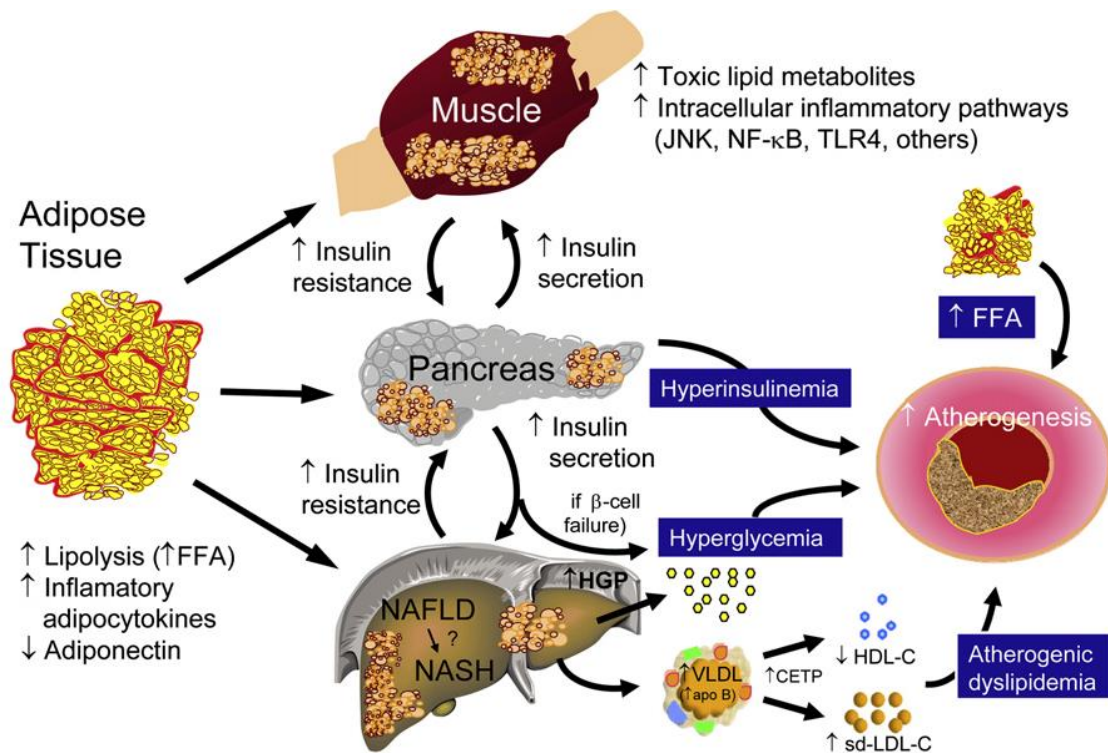 Muscle
↑ Toxic lipid metabolites
↑ Intracellular inflammatory pathways
(JNK, NF-κB, TLR4, others)
Adipose
Tissue
↑ Insulin
resistance
↑ Insulin
secretion
↑ FFA
Pancreas
Hyperinsulinemia
↑ Atherogenesis
↑ Insulin
secretion
↑ Insulin
resistance
if β-cell
failure)
Hyperglycemia
↑ Lipolysis (↑FFA)
↑ Inflamatory
adipocytokines
↓ Adiponectin
↑HGP
NAFLD
?
NASH
↑VLDL
(↑apo B)
↑CETP
↓ HDL-C
↑ sd-LDL-C
Atherogenic
dyslipidemia